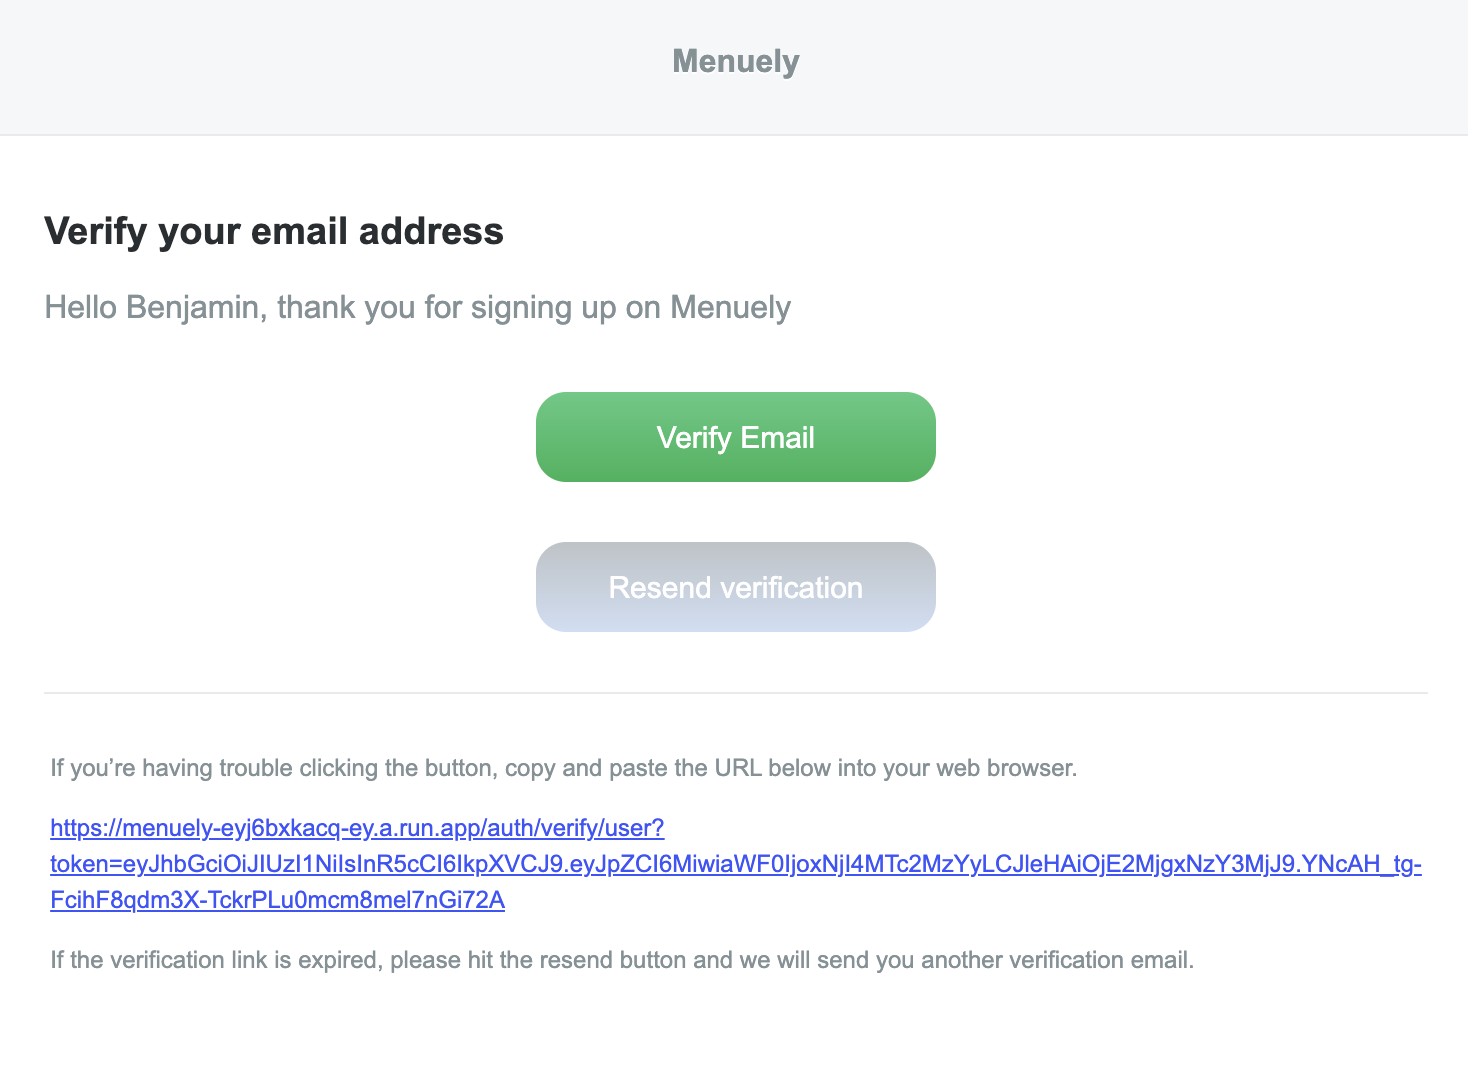 Menuely
Verify your email address
Hello Benjamin, thank you for signing up on Menuely
Verify Email
Resend verification
If you’re having trouble clicking the button, copy and paste the URL below into your web browser.
https://menuely-eyj6bxkacq-ey.a.run.app/auth/verify/user?
token=eyJhbGciOiJIUzI1NiIsInR5cCI6IkpXVCJ9.eyJpZCI6MiwiaWF0IjoxNjI4MTc2MzYyLCJleHAiOjE2MjgxNzY3MjJ9.YNcAH_tg-
FcihF8qdm3X-TckrPLu0mcm8mel7nGi72A
If the verification link is expired, please hit the resend button and we will send you another verification email.